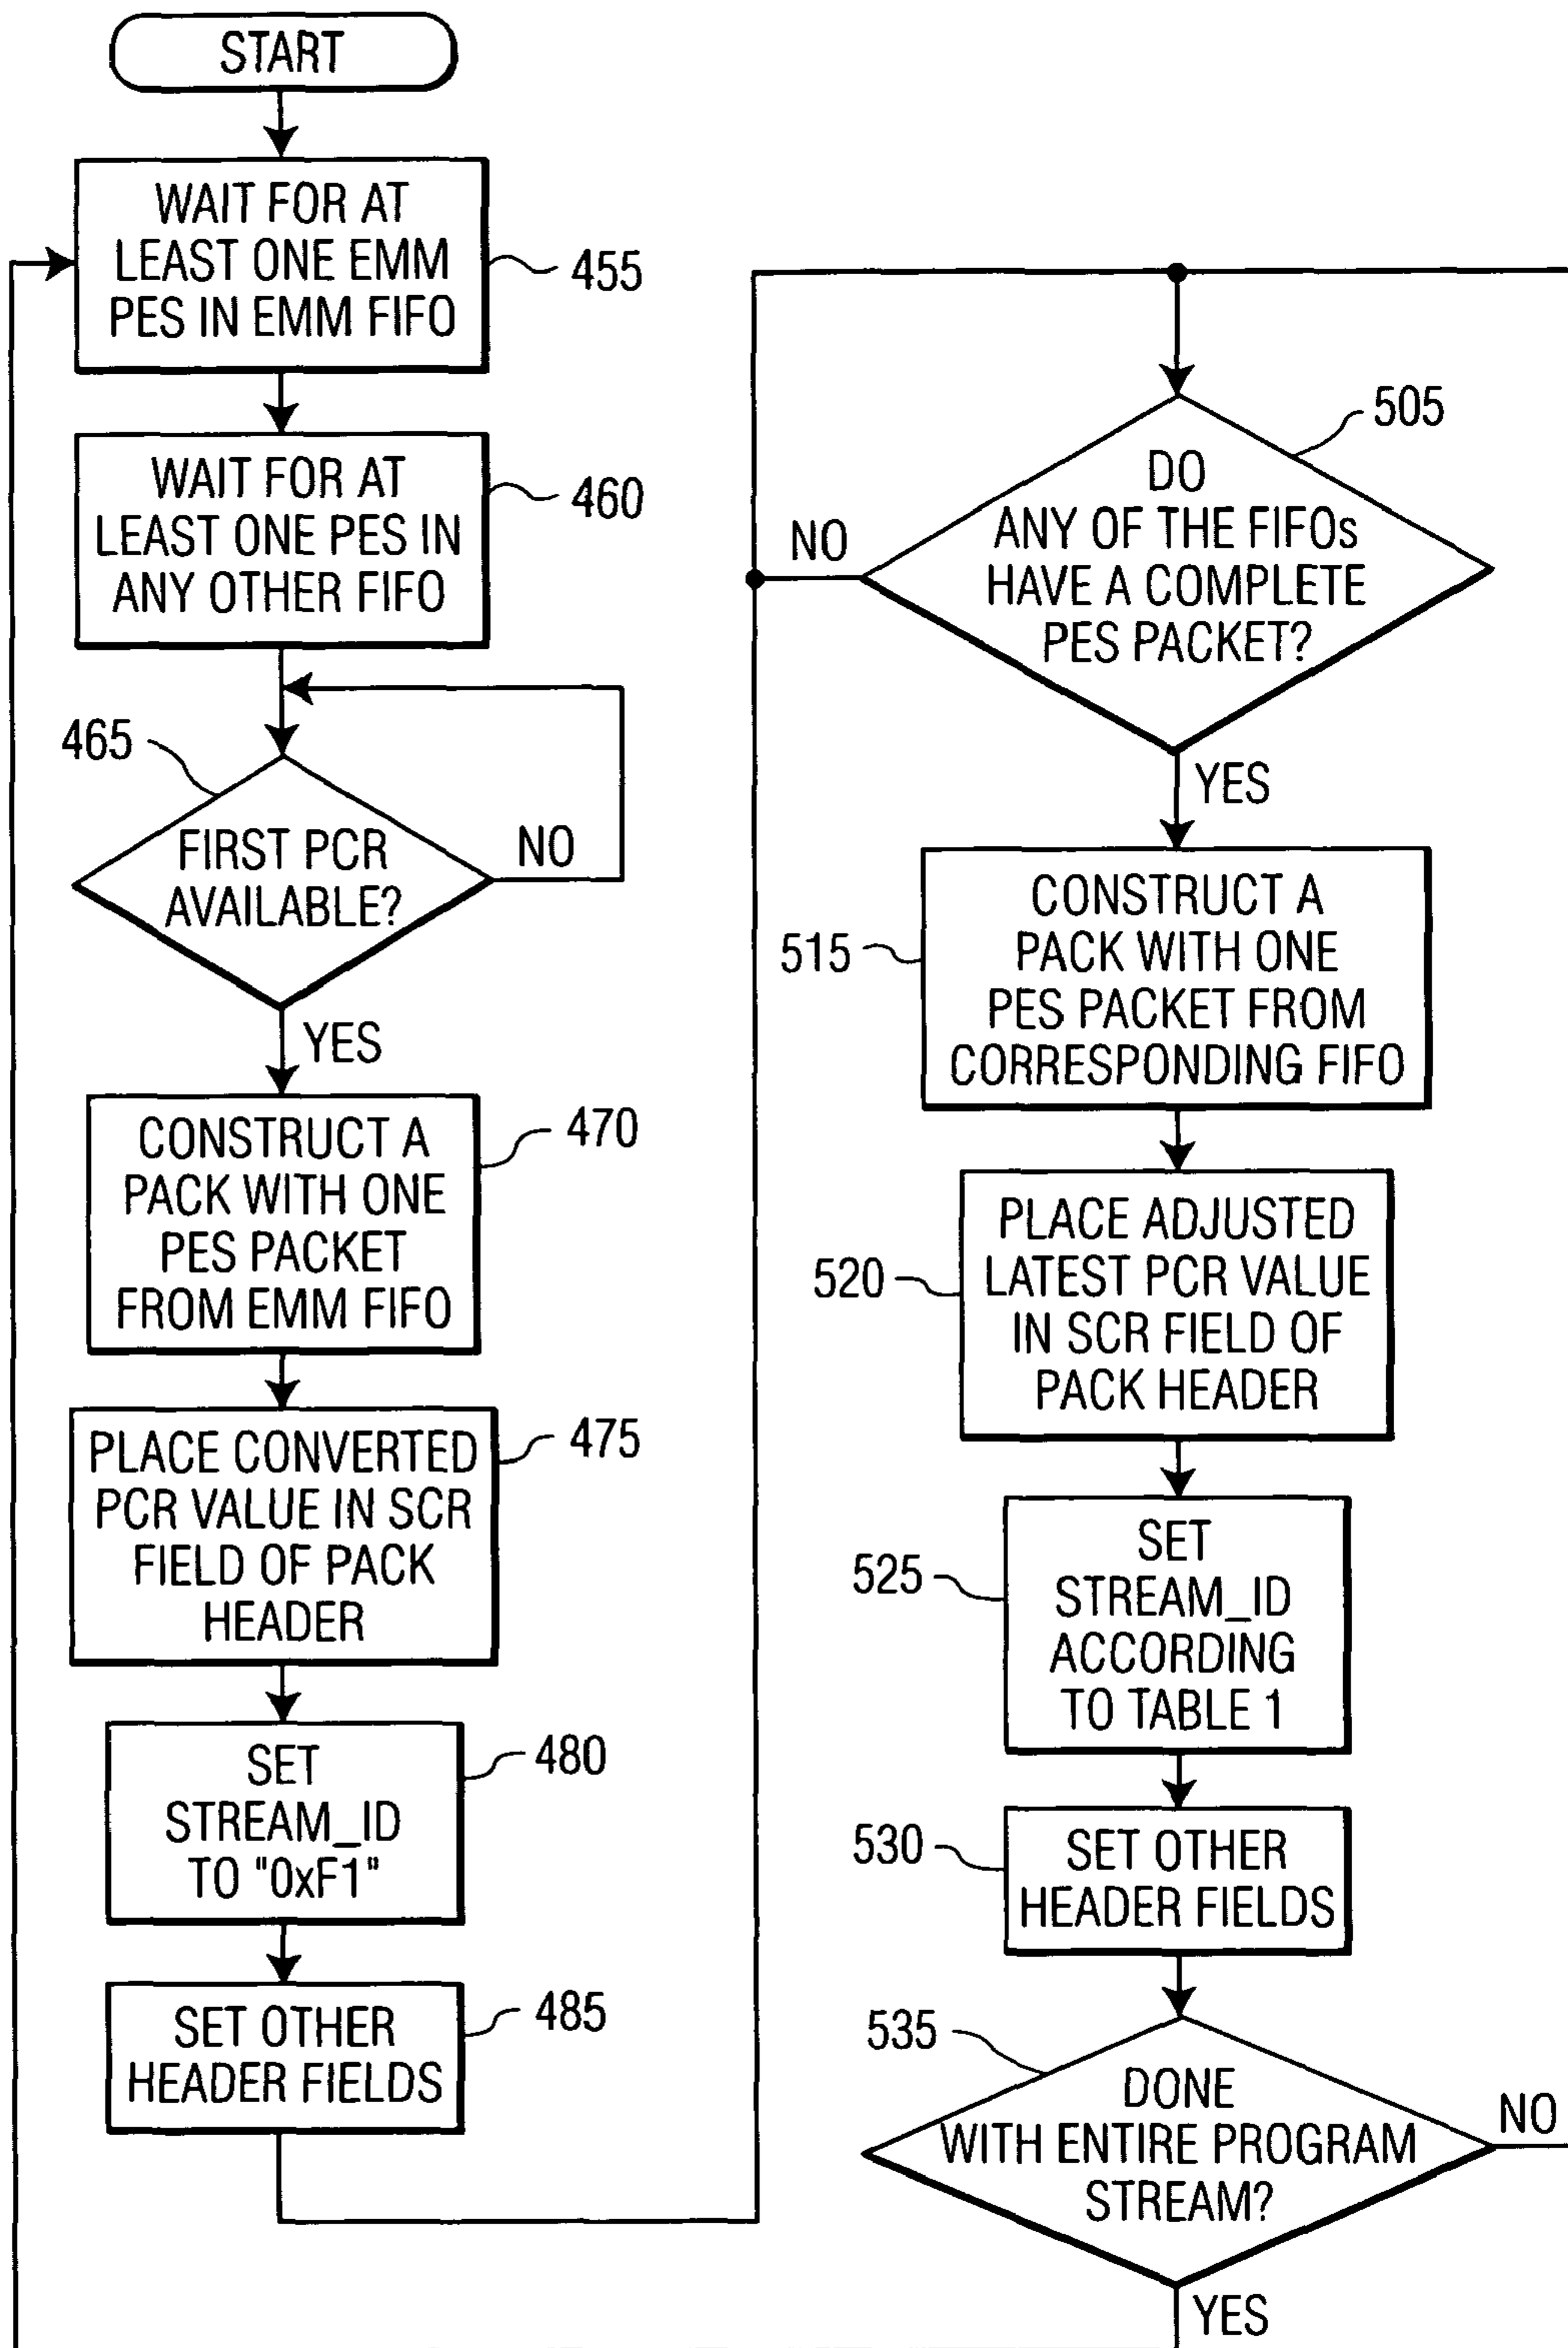 START
WAIT FOR AT
LEAST ONE EMM
PES IN EMM FIFO
455
WAIT FOR AT
LEAST ONE PES IN
ANY OTHER FIFO
460
465
FIRST PCR
AVAILABLE?
NO
YES
CONSTRUCT A
PACK WITH ONE
PES PACKET
FROM EMM FIFO
470
PLACE CONVERTED
PCR VALUE IN SCR
FIELD OF PACK
HEADER
475
SET
STREAM_ID
TO "0xF1"
480
SET OTHER
HEADER FIELDS
485
505
DO
ANY OF THE FIFOs
HAVE A COMPLETE
PES PACKET?
NO
YES
515
CONSTRUCT A
PACK WITH ONE
PES PACKET FROM
CORRESPONDING FIFO
520
PLACE ADJUSTED
LATEST PCR VALUE
IN SCR FIELD OF
PACK HEADER
525
SET
STREAM_ID
ACCORDING
TO TABLE 1
530
SET OTHER
HEADER FIELDS
535
DONE
WITH ENTIRE PROGRAM
STREAM?
NO
YES